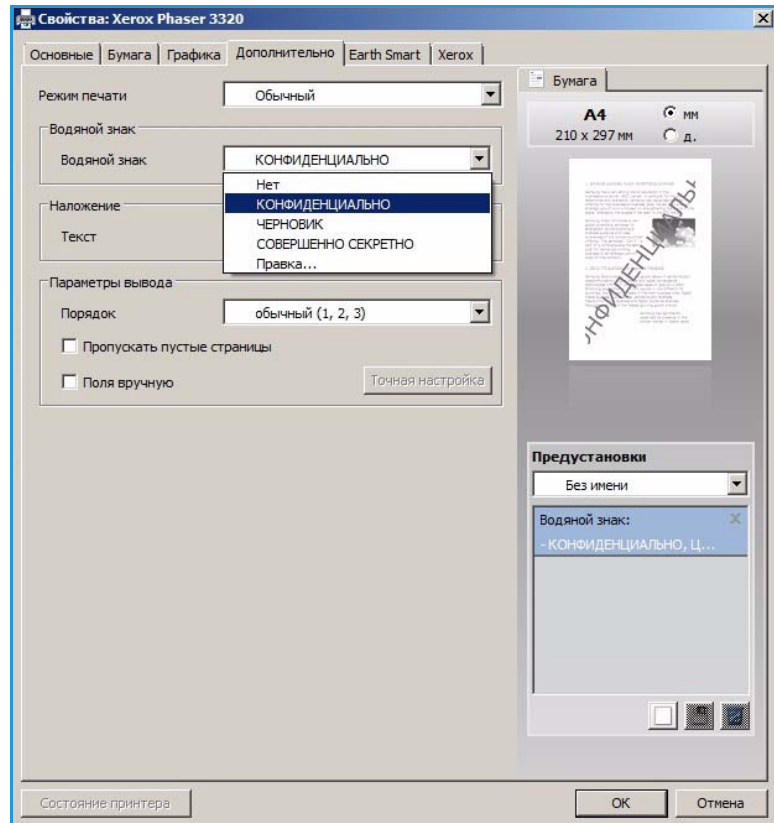 Свойства: Xerox Phaser 3320
Основные Бумага Графика Дополнительно Earth Smart Xerox
Режим печати Обычный
Водяной знак
Водяной знак КОНФИДЕНЦИАЛЬНО
Нет
КОНФИДЕНЦИАЛЬНО
ЧЕРНОВИК
СОВЕРШЕННО СЕКРЕТНО
Правка...
Наложение
Текст
Параметры вывода
Порядок обычный (1, 2, 3)
Пропускать пустые страницы
Поля вручную Точная настройка
Бумага
A4 мм
210 x 297 мм д.
НФИДЕНЦИАЛЬ
Предустановки
Без имени
Водяной знак:
- КОНФИДЕНЦИАЛЬНО, Ц...
Состояние принтера OK Отмена